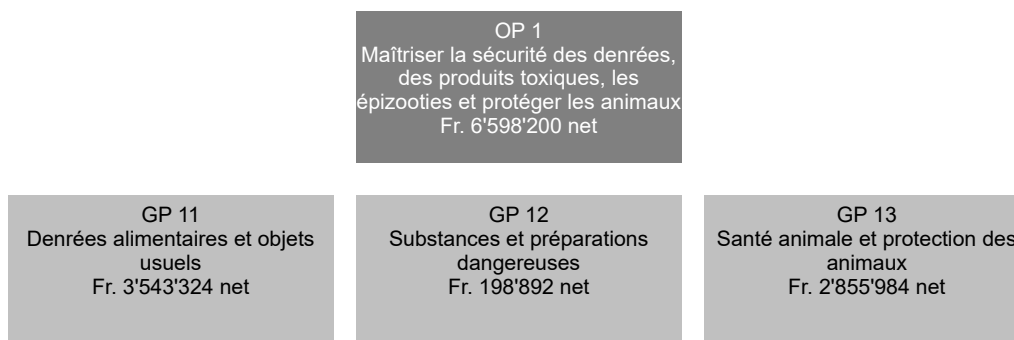 OP 1
Maîtriser la sécurité des denrées,
des produits toxiques, les
épizooties et protéger les animaux
Fr. 6'598'200 net
GP 11
Denrées alimentaires et objets
usuels
Fr. 3'543'324 net
GP 12
Substances et préparations
dangereuses
Fr. 198'892 net
GP 13
Santé animale et protection des
animaux
Fr. 2'855'984 net